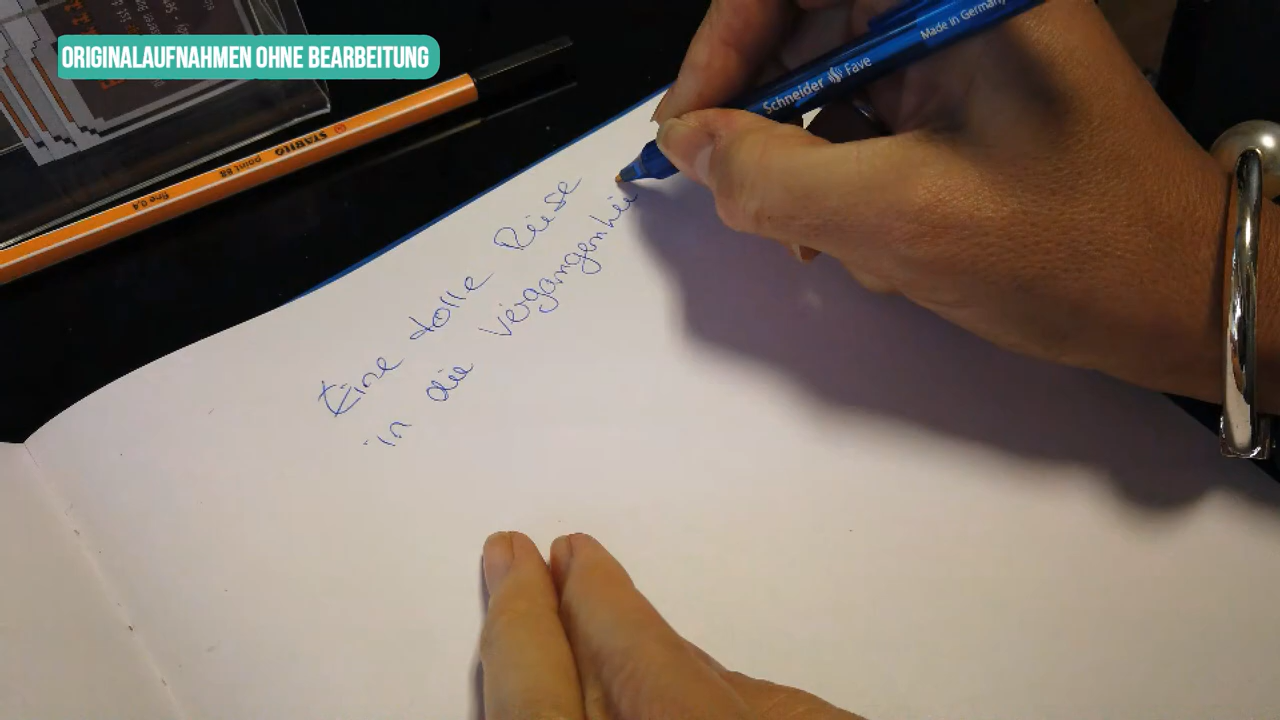 ORIGINALAUFNAHMEN OHNE BEARBEITUNG
Schneider Fave
Made in Germany
STABILO
point 88
fine 0,4
Eine tolle Reise
in die Vergangenhei